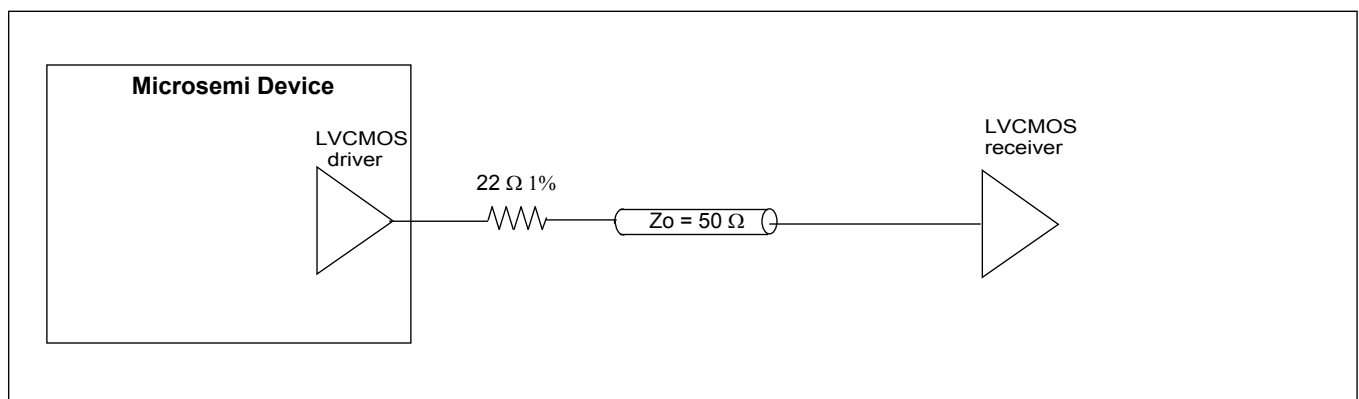 Microsemi Device
LVCMOS
driver
22 Ω 1%
Zo = 50 Ω
LVCMOS
receiver